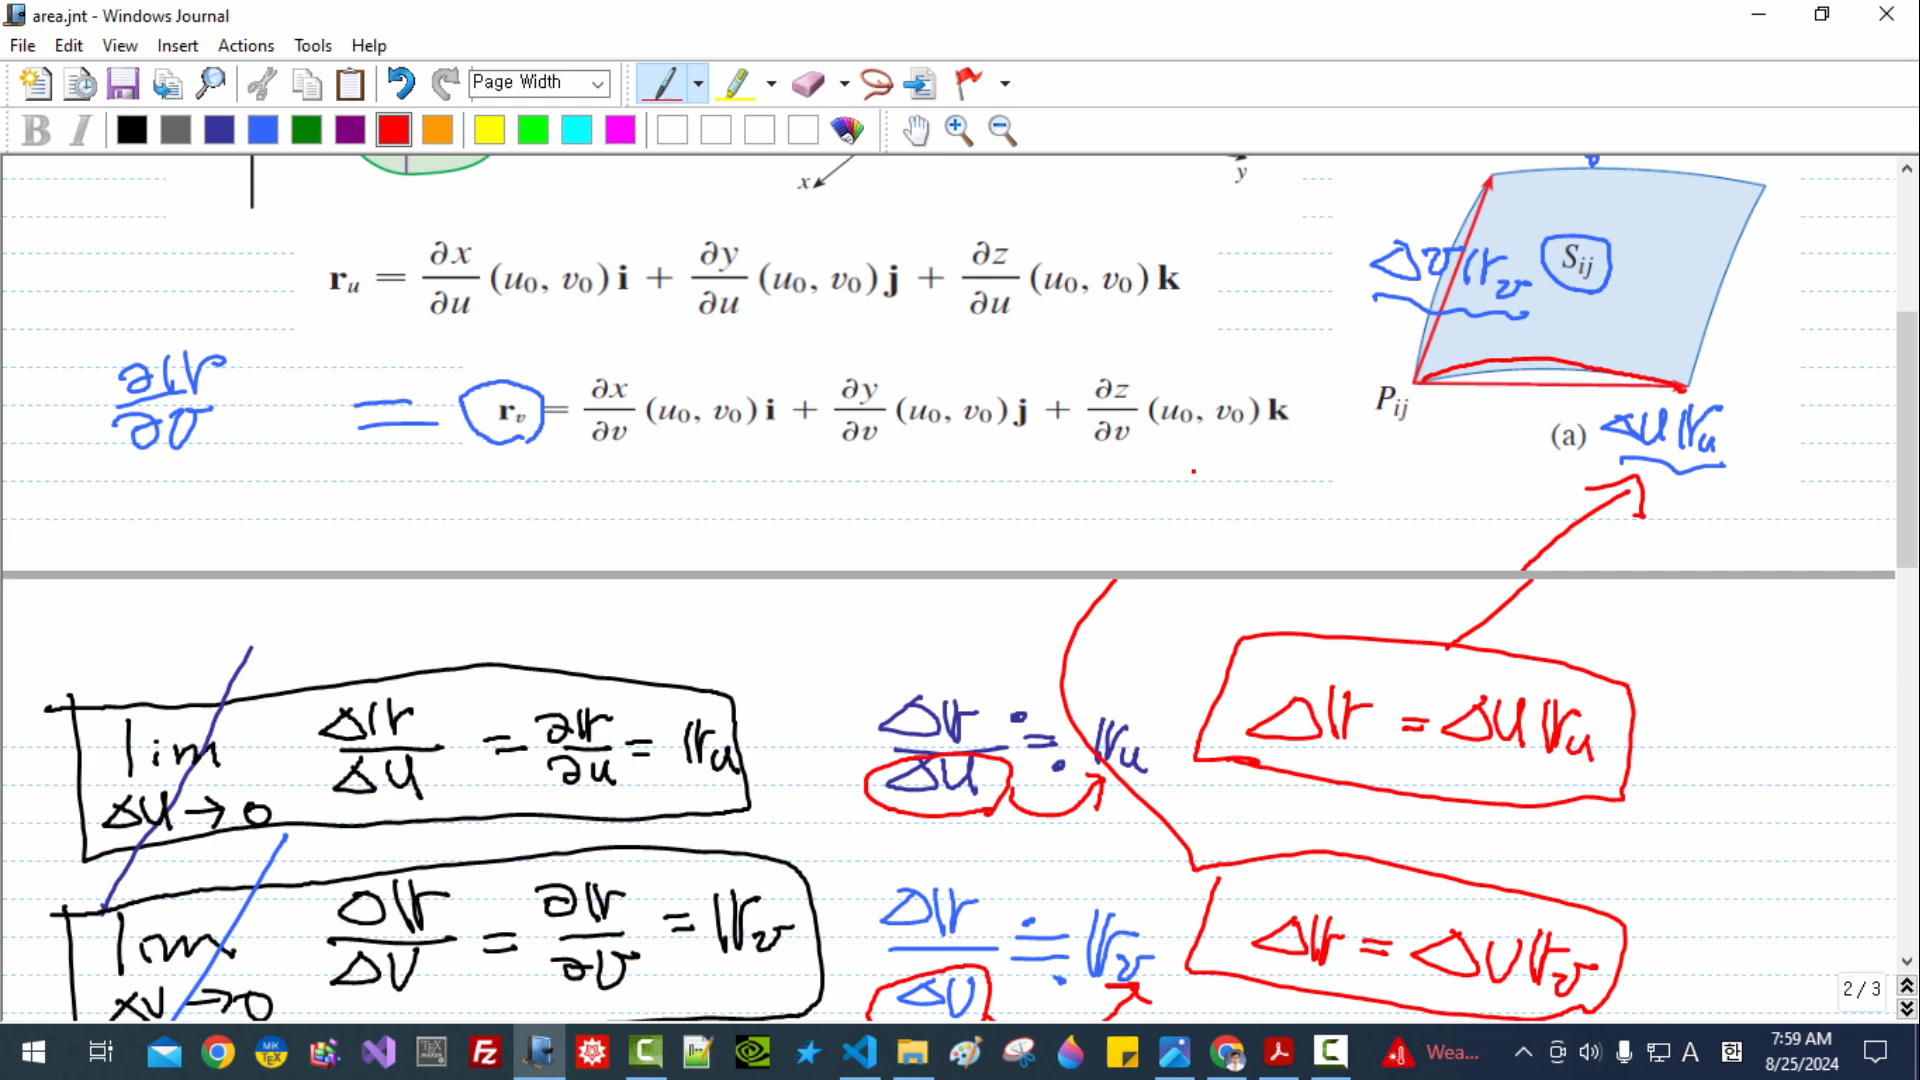 area.jnt - Windows Journal
File Edit View Insert Actions Tools Help
Page Width
B I
x
y
r_u = ∂x/∂u (u₀, v₀) i + ∂y/∂u (u₀, v₀) j + ∂z/∂u (u₀, v₀) k
Δv r_v
S_ij
∂r/∂v = r_v = ∂x/∂v (u₀, v₀) i + ∂y/∂v (u₀, v₀) j + ∂z/∂v (u₀, v₀) k
P_ij
(a) Δu r_u
lim Δu→0 Δr/Δu = ∂r/∂u = r_u
Δr/Δu ≒ r_u
Δr = Δu r_u
lim Δv→0 Δr/Δv = ∂r/∂v = r_v
Δr/Δv ≒ r_v
Δr = Δv r_v
2 / 3
Wea...
A
한
7:59 AM
8/25/2024